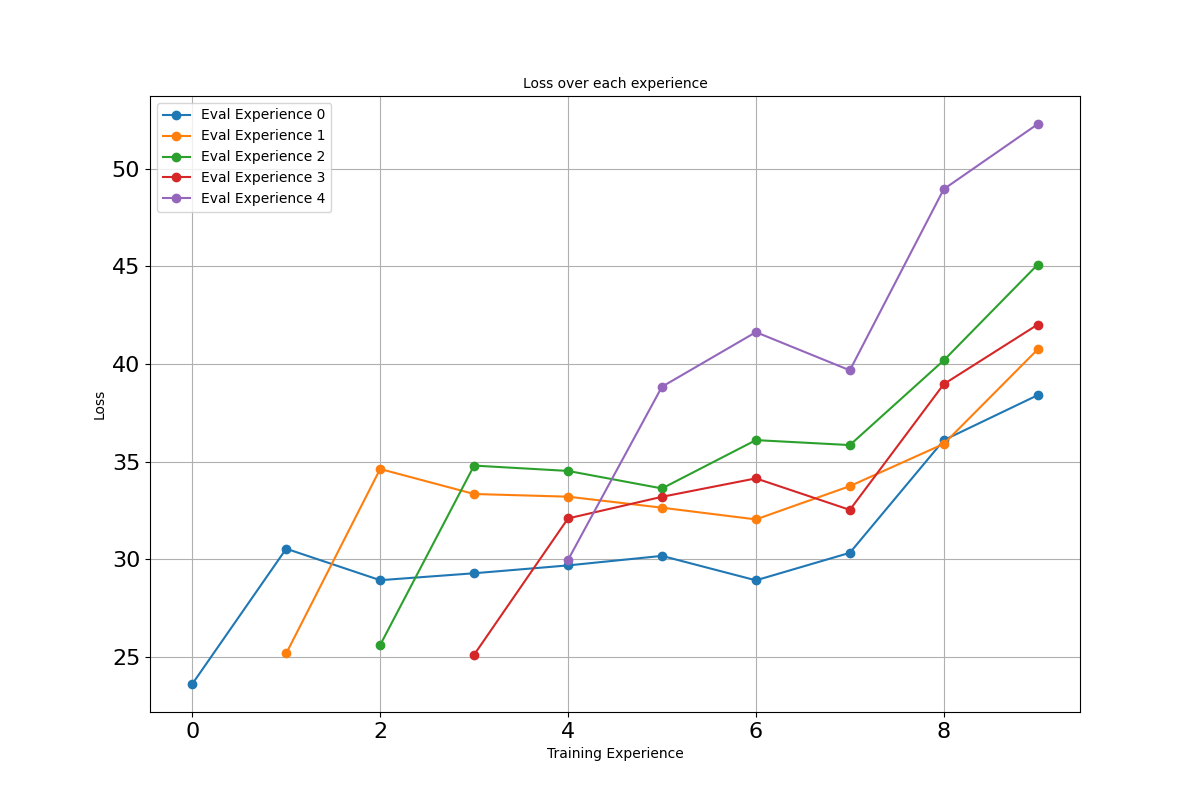 Loss over each experience
Eval Experience 0
Eval Experience 1
Eval Experience 2
Eval Experience 3
Eval Experience 4
50
45
40
35
30
25
Loss
0 2 4 6 8
Training Experience